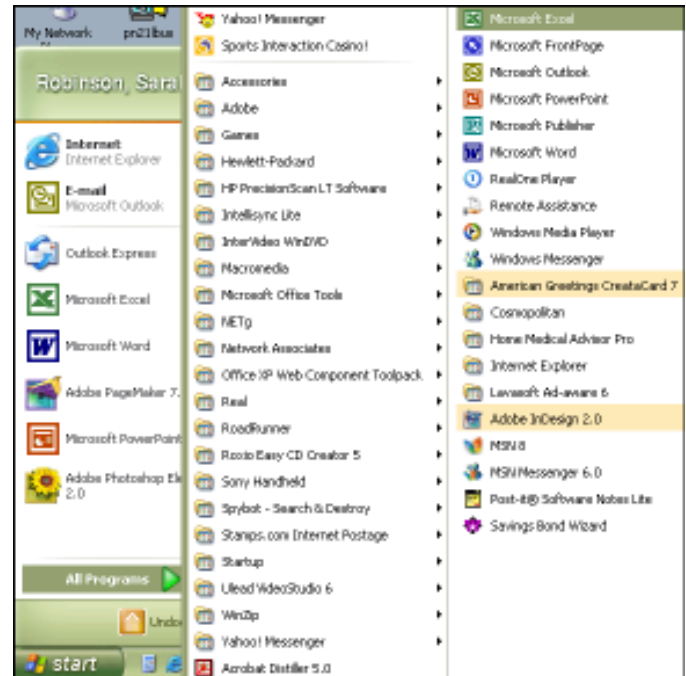 My Network
pn21bus
Robinson, Sara
Internet
Internet Explorer
E-mail
Microsoft Outlook
Outlook Express
Microsoft Excel
Microsoft Word
Adobe PageMaker 7.
Microsoft PowerPoint
Adobe Photoshop Ele
2.0
All Programs
Undo
start
Yahoo! Messenger
Sports Interaction Casino!
Accessories
Adobe
Games
Hewlett-Packard
HP PrecisionScan LT Software
Intellisync Lite
InterVideo WinDVD
Macromedia
Microsoft Office Tools
NETg
Network Associates
Office XP Web Component Toolpack
Real
RoadRunner
Roxio Easy CD Creator 5
Sony Handheld
Spybot - Search & Destroy
Stamps.com Internet Postage
Startup
Ulead VideoStudio 6
WinZip
Yahoo! Messenger
Acrobat Distiller 5.0
Microsoft Excel
Microsoft FrontPage
Microsoft Outlook
Microsoft PowerPoint
Microsoft Publisher
Microsoft Word
RealOne Player
Remote Assistance
Windows Media Player
Windows Messenger
American Greetings CreataCard 7
Cosmopolitan
Home Medical Advisor Pro
Internet Explorer
Lavasoft Ad-aware 6
Adobe InDesign 2.0
MSN 8
MSN Messenger 6.0
Post-it® Software Notes Lite
Savings Bond Wizard